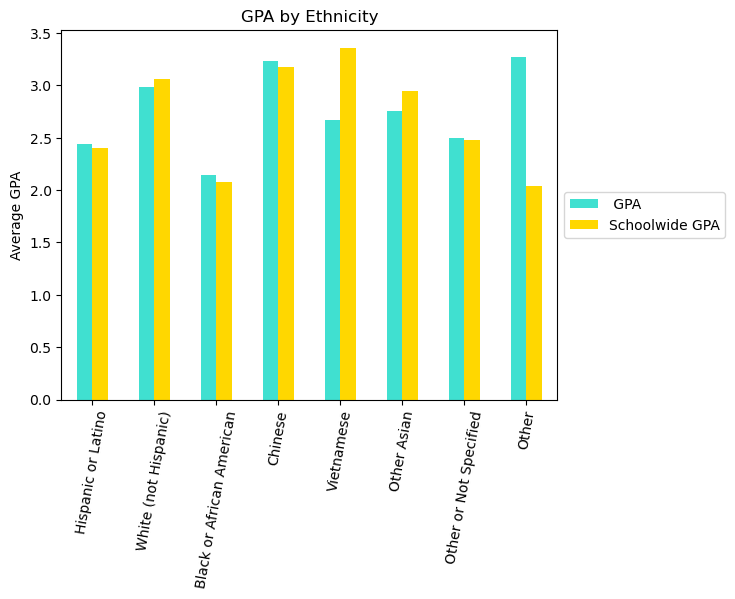 GPA by Ethnicity
Average GPA
3.5
3.0
2.5
2.0
1.5
1.0
0.5
0.0
GPA
Schoolwide GPA
Hispanic or Latino
White (not Hispanic)
Black or African American
Chinese
Vietnamese
Other Asian
Other or Not Specified
Other